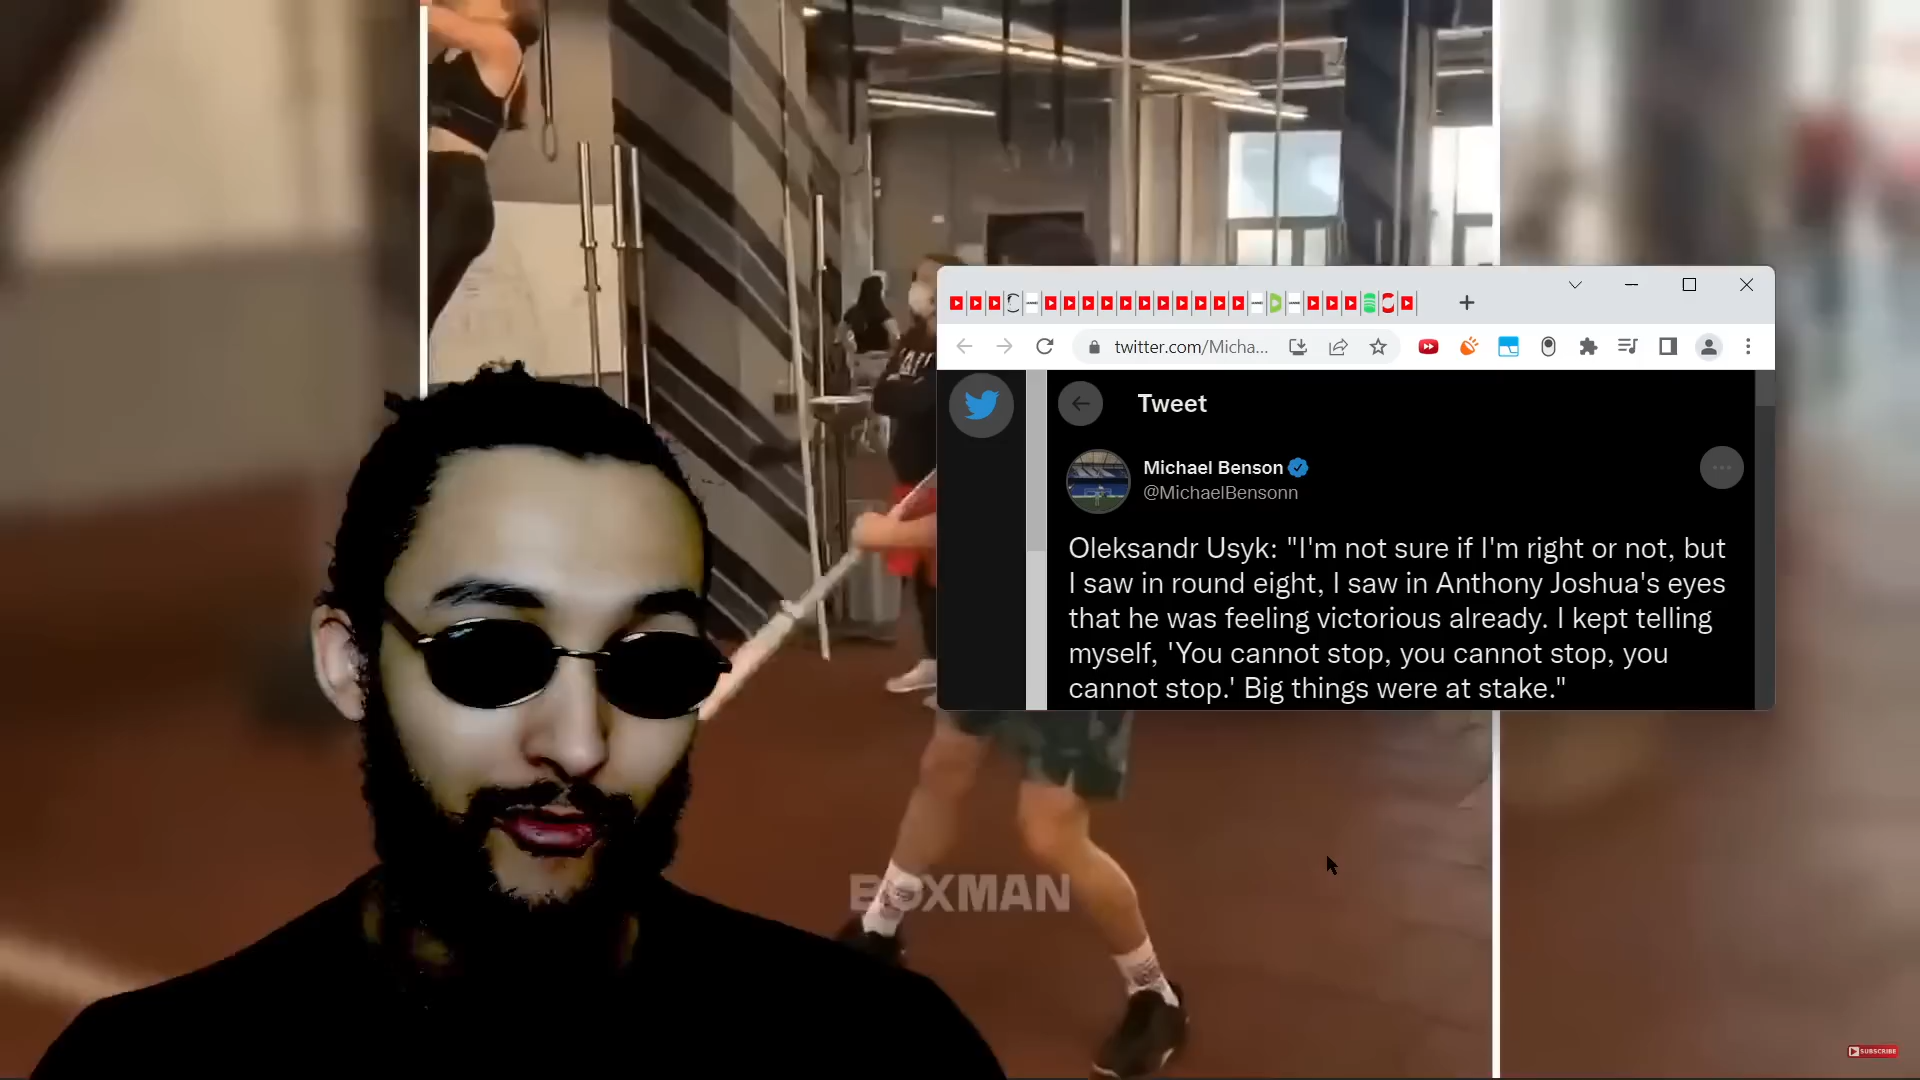 twitter.com/Micha...
Tweet
Michael Benson
@MichaelBensonn
Oleksandr Usyk: "I'm not sure if I'm right or not, but
I saw in round eight, I saw in Anthony Joshua's eyes
that he was feeling victorious already. I kept telling
myself, 'You cannot stop, you cannot stop, you
cannot stop.' Big things were at stake."
BOXMAN
SUBSCRIBE